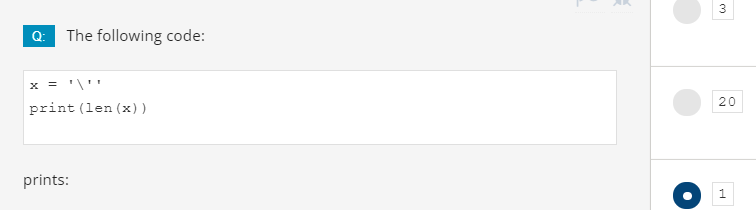 Q: The following code:
x = '\''
print(len(x))
prints:
3
20
1